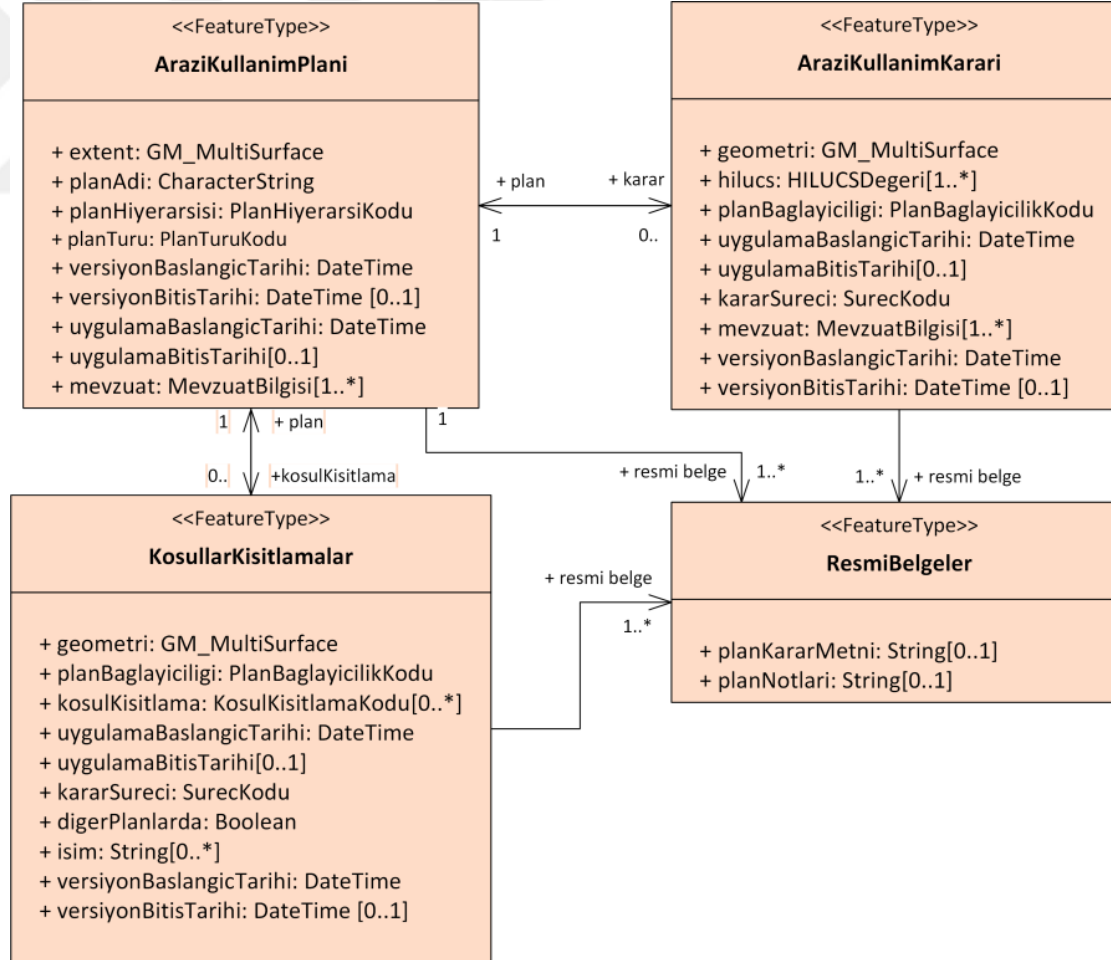 <<FeatureType>>
AraziKullanimPlani
+ extent: GM_MultiSurface
+ planAdi: CharacterString
+ planHiyerarsisi: PlanHiyerarsiKodu
+ planTuru: PlanTuruKodu
+ versiyonBaslangicTarihi: DateTime
+ versiyonBitisTarihi: DateTime [0..1]
+ uygulamaBaslangicTarihi: DateTime
+ uygulamaBitisTarihi[0..1]
+ mevzuat: MevzuatBilgisi[1..*]
+ plan
+ karar
1
0..
<<FeatureType>>
AraziKullanimKarari
+ geometri: GM_MultiSurface
+ hilucs: HILUCSDegeri[1..*]
+ planBaglayiciligi: PlanBaglayicilikKodu
+ uygulamaBaslangicTarihi: DateTime
+ uygulamaBitisTarihi[0..1]
+ kararSureci: SurecKodu
+ mevzuat: MevzuatBilgisi[1..*]
+ versiyonBaslangicTarihi: DateTime
+ versiyonBitisTarihi: DateTime [0..1]
1
+ plan
1
0..
+kosulKisitlama
+ resmi belge
1..*
1..*
+ resmi belge
<<FeatureType>>
KosullarKisitlamalar
+ geometri: GM_MultiSurface
+ planBaglayiciligi: PlanBaglayicilikKodu
+ kosulKisitlama: KosulKisitlamaKodu[0..*]
+ uygulamaBaslangicTarihi: DateTime
+ uygulamaBitisTarihi[0..1]
+ kararSureci: SurecKodu
+ digerPlanlarda: Boolean
+ isim: String[0..*]
+ versiyonBaslangicTarihi: DateTime
+ versiyonBitisTarihi: DateTime [0..1]
+ resmi belge
1..*
<<FeatureType>>
ResmiBelgeler
+ planKararMetni: String[0..1]
+ planNotlari: String[0..1]